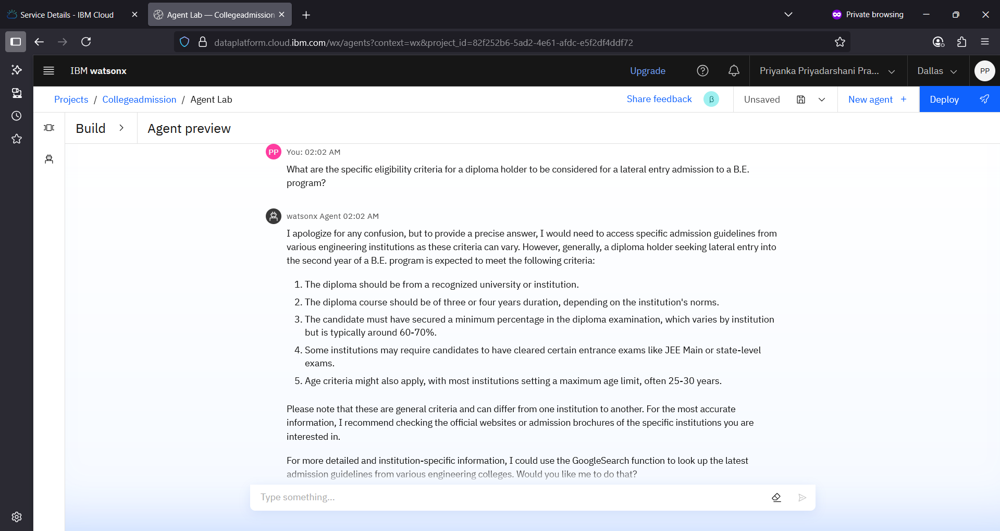 Service Details - IBM Cloud
Agent Lab — Collegeadmission
Private browsing
dataplatform.cloud.ibm.com/wx/agents?context=wx&project_id=82f252b6-5ad2-4e61-afdc-e5f2df4ddf72
IBM watsonx
Upgrade
Priyanka Priyadarshani Pra...
Dallas
PP
Projects / Collegeadmission / Agent Lab
Share feedback
β
Unsaved
New agent +
Deploy
Build
Agent preview
PP
You: 02:02 AM
What are the specific eligibility criteria for a diploma holder to be considered for a lateral entry admission to a B.E.
program?
watsonx Agent 02:02 AM
I apologize for any confusion, but to provide a precise answer, I would need to access specific admission guidelines from
various engineering institutions as these criteria can vary. However, generally, a diploma holder seeking lateral entry into
the second year of a B.E. program is expected to meet the following criteria:
1. The diploma should be from a recognized university or institution.
2. The diploma course should be of three or four years duration, depending on the institution's norms.
3. The candidate must have secured a minimum percentage in the diploma examination, which varies by institution
but is typically around 60-70%.
4. Some institutions may require candidates to have cleared certain entrance exams like JEE Main or state-level
exams.
5. Age criteria might also apply, with most institutions setting a maximum age limit, often 25-30 years.
Please note that these are general criteria and can differ from one institution to another. For the most accurate
information, I recommend checking the official websites or admission brochures of the specific institutions you are
interested in.
For more detailed and institution-specific information, I could use the GoogleSearch function to look up the latest
admission guidelines from various engineering colleges. Would you like me to do that?
Type something...